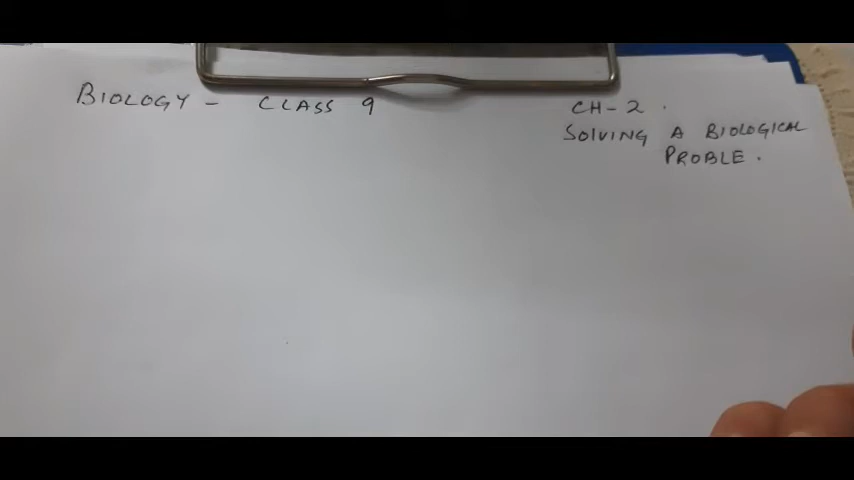 BIOLOGY - CLASS 9
CH-2.
SOLVING A BIOLOGICAL
PROBLE.